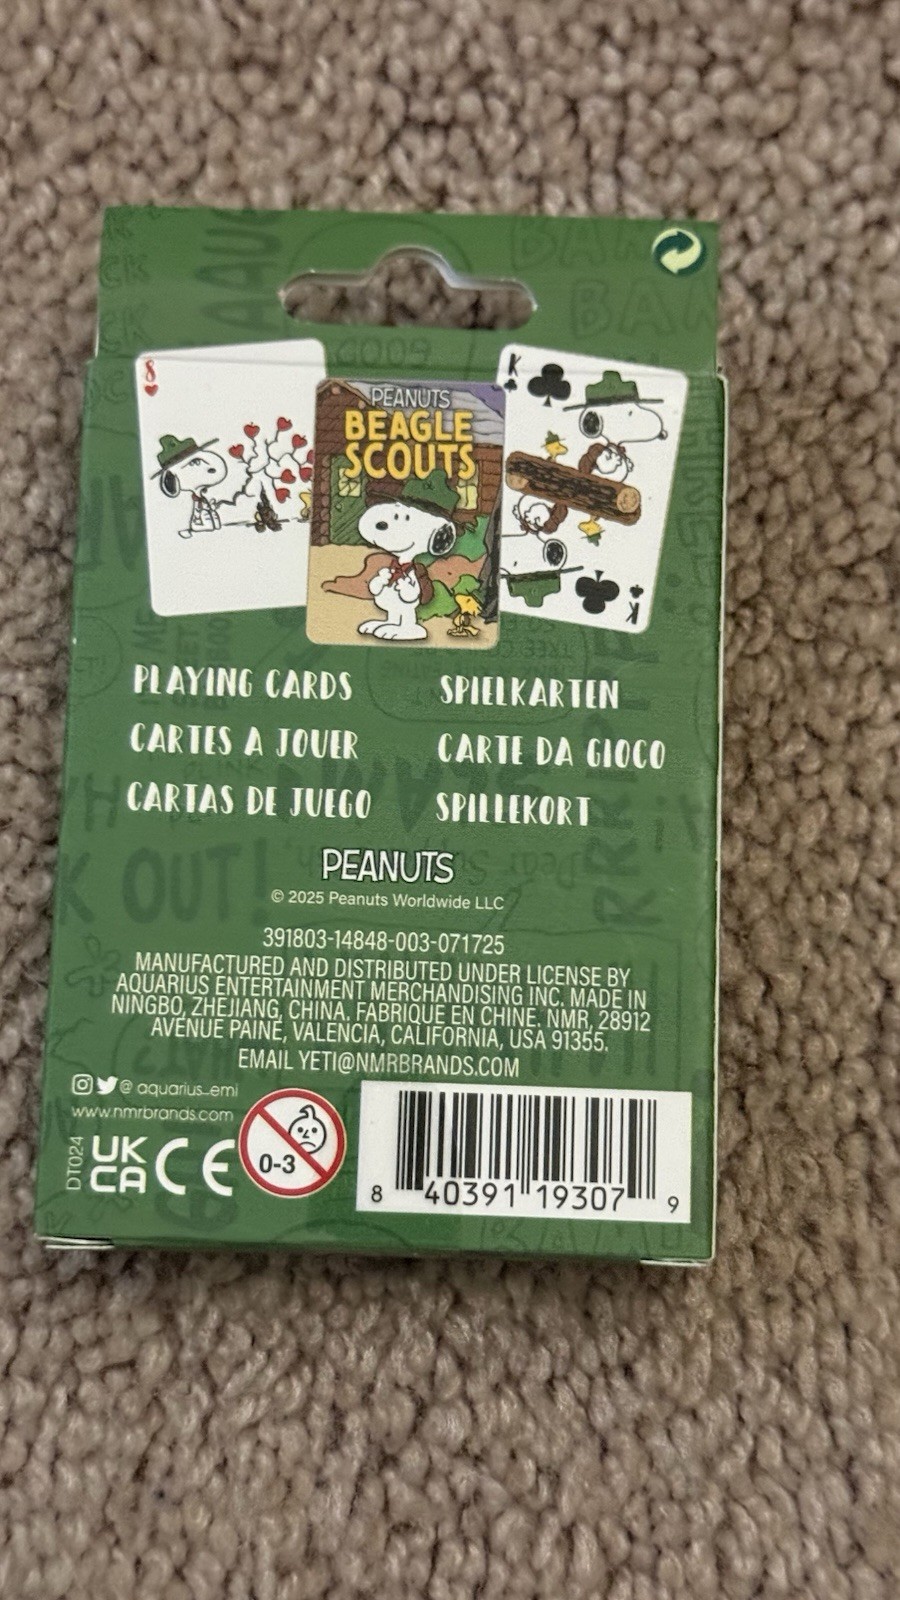 8
K
PEANUTS
BEAGLE
SCOUTS
K
PLAYING CARDS
SPIELKARTEN
CARTES A JOUER
CARTE DA GIOCO
CARTAS DE JUEGO
SPILLEKORT
PEANUTS
© 2025 Peanuts Worldwide LLC
391803-14848-003-071725
MANUFACTURED AND DISTRIBUTED UNDER LICENSE BY
AQUARIUS ENTERTAINMENT MERCHANDISING INC. MADE IN
NINGBO, ZHEJIANG, CHINA. FABRIQUE EN CHINE. NMR, 28912
AVENUE PAINE, VALENCIA, CALIFORNIA, USA 91355.
EMAIL YETI@NMRBRANDS.COM
@ aquarius_emi
www.nmrbrands.com
DT024
UK
CA
CE
0-3
8 40391 19307 9
OUT!